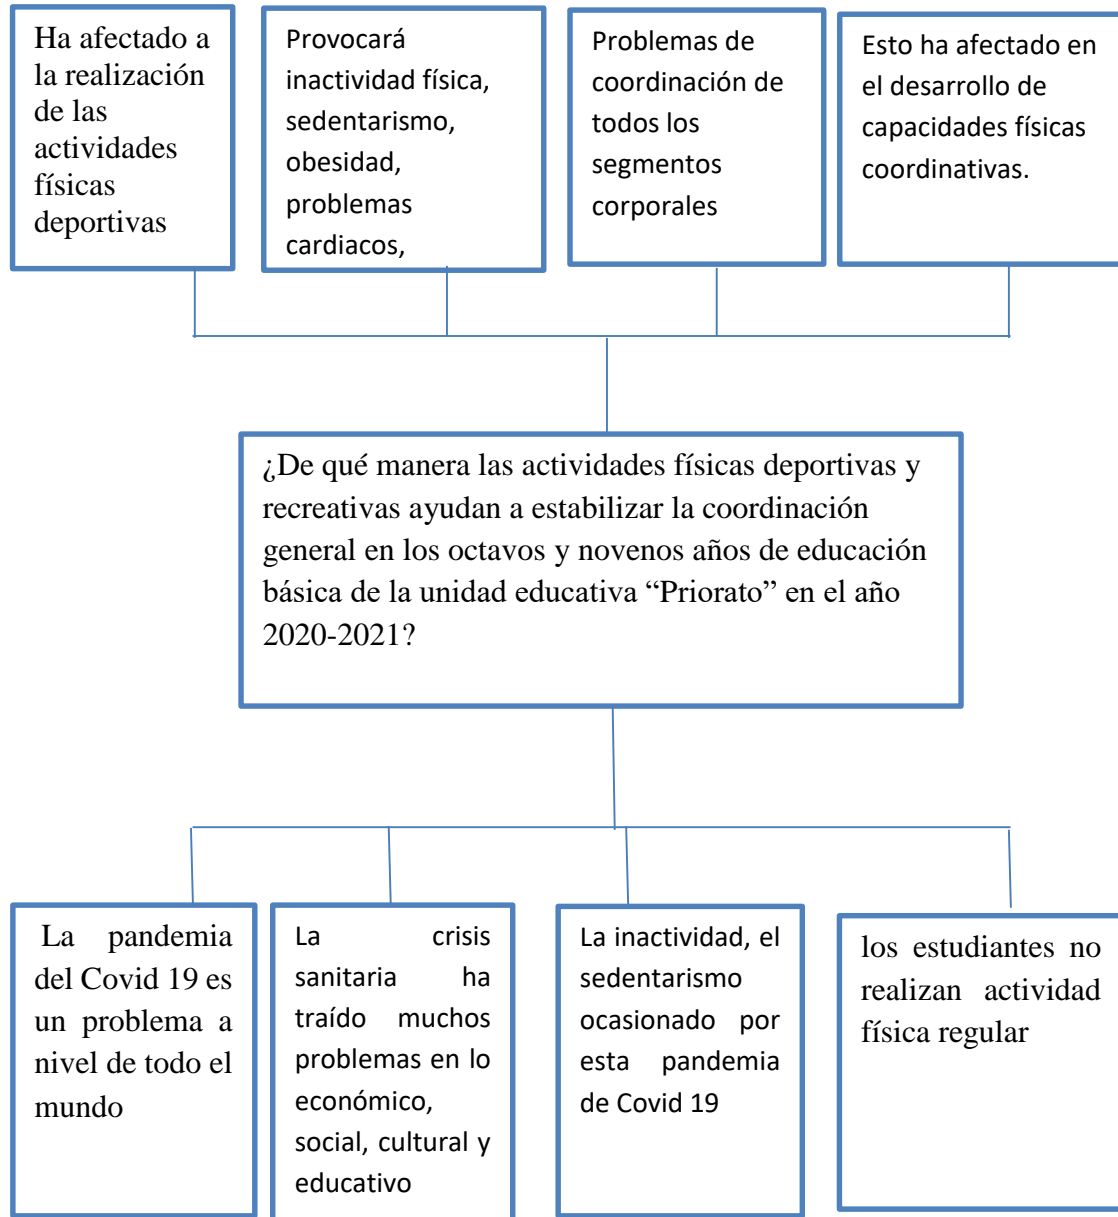 Ha afectado a
la realización
de las
actividades
físicas
deportivas
Provocará
inactividad física,
sedentarismo,
obesidad,
problemas
cardiacos,
Problemas de
coordinación de
todos los
segmentos
corporales
Esto ha afectado en
el desarrollo de
capacidades físicas
coordinativas.
¿De qué manera las actividades físicas deportivas y
recreativas ayudan a estabilizar la coordinación
general en los octavos y novenos años de educación
básica de la unidad educativa “Priorato” en el año
2020-2021?
La pandemia
del Covid 19 es
un problema a
nivel de todo el
mundo
La crisis
sanitaria ha
traído muchos
problemas en lo
económico,
social, cultural y
educativo
La inactividad, el
sedentarismo
ocasionado por
esta pandemia
de Covid 19
los estudiantes no
realizan actividad
física regular